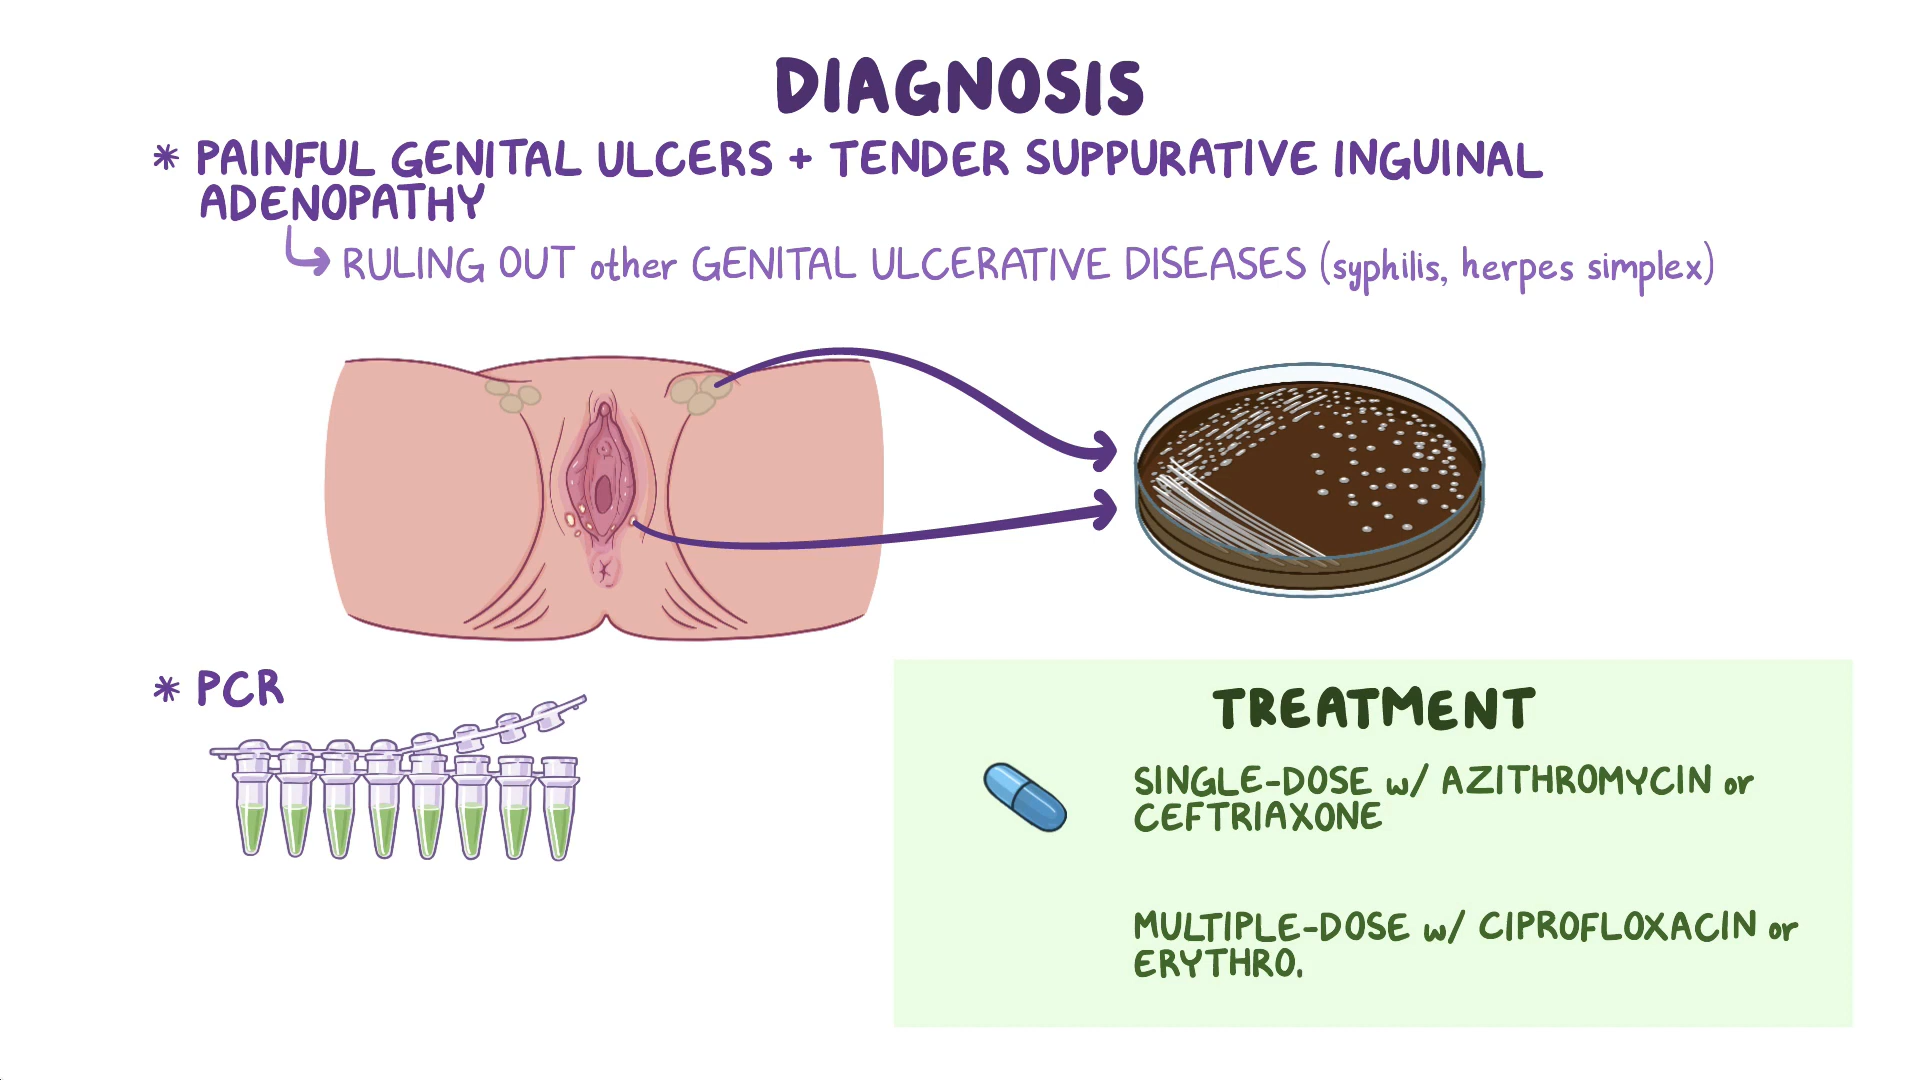 DIAGNOSIS
* PAINFUL GENITAL ULCERS + TENDER SUPPURATIVE INGUINAL
ADENOPATHY
RULING OUT other GENITAL ULCERATIVE DISEASES (syphilis, herpes simplex)
* PCR
TREATMENT
SINGLE-DOSE w/ AZITHROMYCIN or
CEFTRIAXONE
MULTIPLE-DOSE w/ CIPROFLOXACIN or
ERYTHRO.